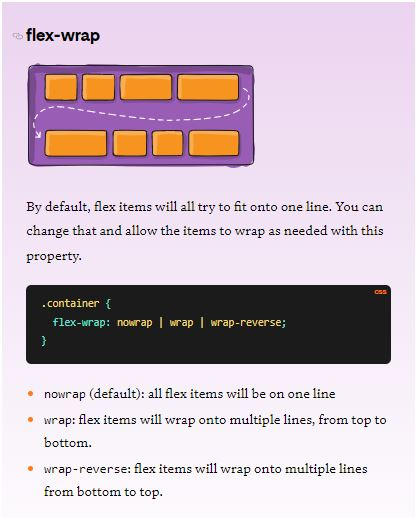 flex-wrap
By default, flex items will all try to fit onto one line. You can
change that and allow the items to wrap as needed with this
property.
CSS
.container {
  flex-wrap: nowrap | wrap | wrap-reverse;
}
• nowrap (default): all flex items will be on one line
• wrap: flex items will wrap onto multiple lines, from top to
bottom.
• wrap-reverse: flex items will wrap onto multiple lines
from bottom to top.